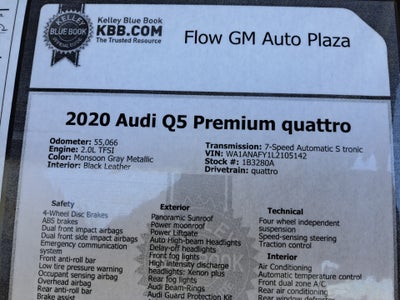 KELLEY
BLUE BOOK
Kelley Blue Book
KBB.COM
The Trusted Resource
Flow GM Auto Plaza
2020 Audi Q5 Premium quattro
Odometer: 55,066
Engine: 2.0L TFSI
Color: Monsoon Gray Metallic
Interior: Black Leather
Transmission: 7-Speed Automatic S tronic
VIN: WA1ANAFY1L2105142
Stock #: 1B3280A
Drivetrain: quattro
Safety
4-Wheel Disc Brakes
ABS brakes
Dual front impact airbags
Dual front side impact airbags
Emergency communication
system
Front anti-roll bar
Low tire pressure warning
Occupant sensing airbag
Overhead airbag
Rear anti-roll bar
Brake assist
Exterior
Panoramic Sunroof
Power moonroof
Power Liftgate
Auto High-beam Headlights
Delay-off headlights
Front fog lights
High intensity discharge
headlights: Xenon plus
Rear fog lights
Audi Beam-Rings
Audi Guard Protection Kit
Technical
Four wheel independent
suspension
Speed-sensing steering
Traction control
Interior
Air Conditioning
Automatic temperature control
Front dual zone A/C
Rear air conditioning